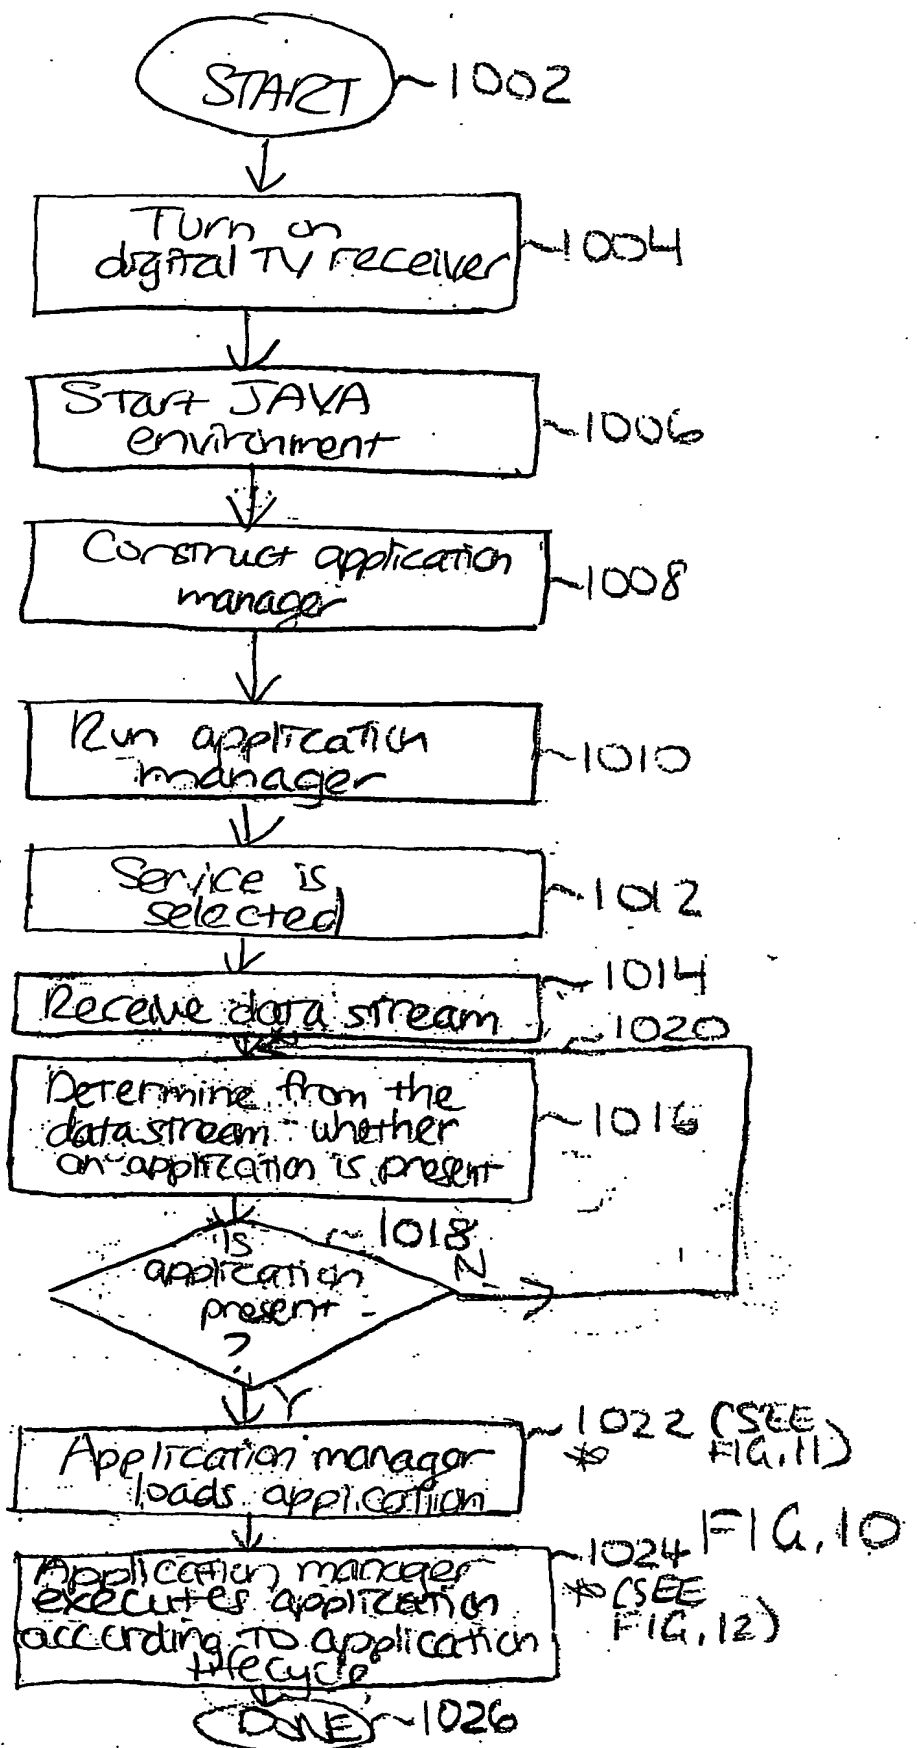 START
1002
Turn on
digital TV receiver
1004
Start JAVA
environment
1006
Construct application
manager
1008
Run application
manager
1010
Service is
selected
1012
Receive data stream
1014
1020
Determine from the
data stream whether
an application is present
1016
Is
application
present
?
1018
N
Y
Application manager
loads application
1022 (SEE
* FIG. 11)
Application manager
executes application
according to application
lifecycle
1024
* (SEE
FIG. 12)
FIG. 10
DONE
1026